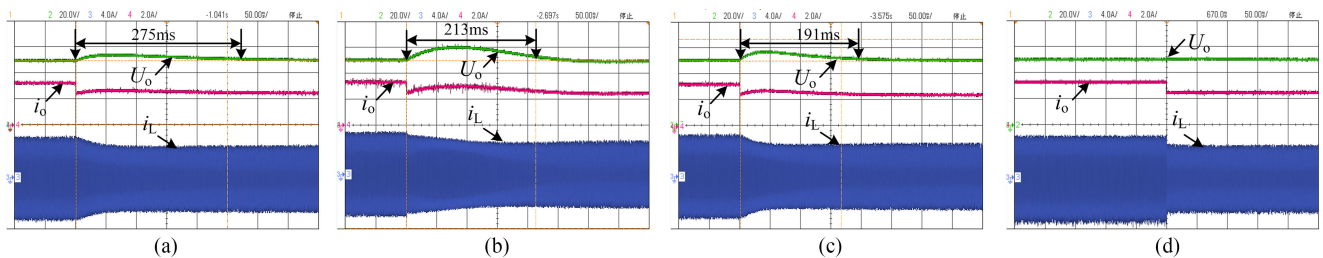 1 2 20.0V/ 3 4.0A/ 4 2.0A/ -1.041s 50.00㎳/ 停止
275ms
Uo
io
iL
(a)
1 2 20.0V/ 3 4.0A/ 4 2.0A/ -2.697s 50.00㎳/ 停止
213ms
Uo
io
iL
(b)
1 2 20.0V/ 3 4.0A/ 4 2.0A/ -3.575s 50.00㎳/ 停止
191ms
Uo
io
iL
(c)
1 2 20.0V/ 3 4.0A/ 4 2.0A/ 670.0 50.00㎳/ 停止
Uo
io
iL
(d)